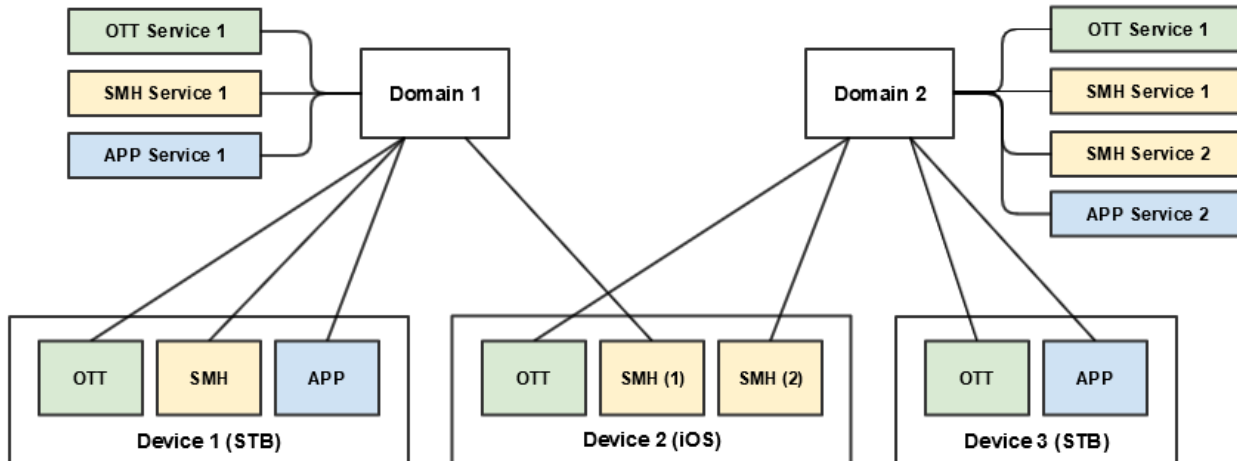 OTT Service 1
SMH Service 1
APP Service 1
Domain 1
Domain 2
OTT Service 1
SMH Service 1
SMH Service 2
APP Service 2
OTT
SMH
APP
Device 1 (STB)
OTT
SMH (1)
SMH (2)
Device 2 (iOS)
OTT
APP
Device 3 (STB)